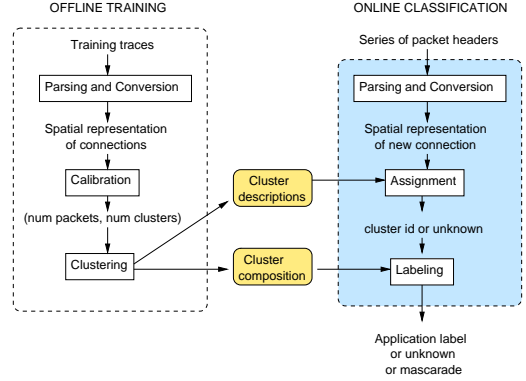 OFFLINE TRAINING
Training traces
Parsing and Conversion
Spatial representation
of connections
Calibration
(num packets, num clusters)
Clustering
Cluster
descriptions
Cluster
composition
ONLINE CLASSIFICATION
Series of packet headers
Parsing and Conversion
Spatial representation
of new connection
Assignment
cluster id or unknown
Labeling
Application label
or unknown
or mascarade